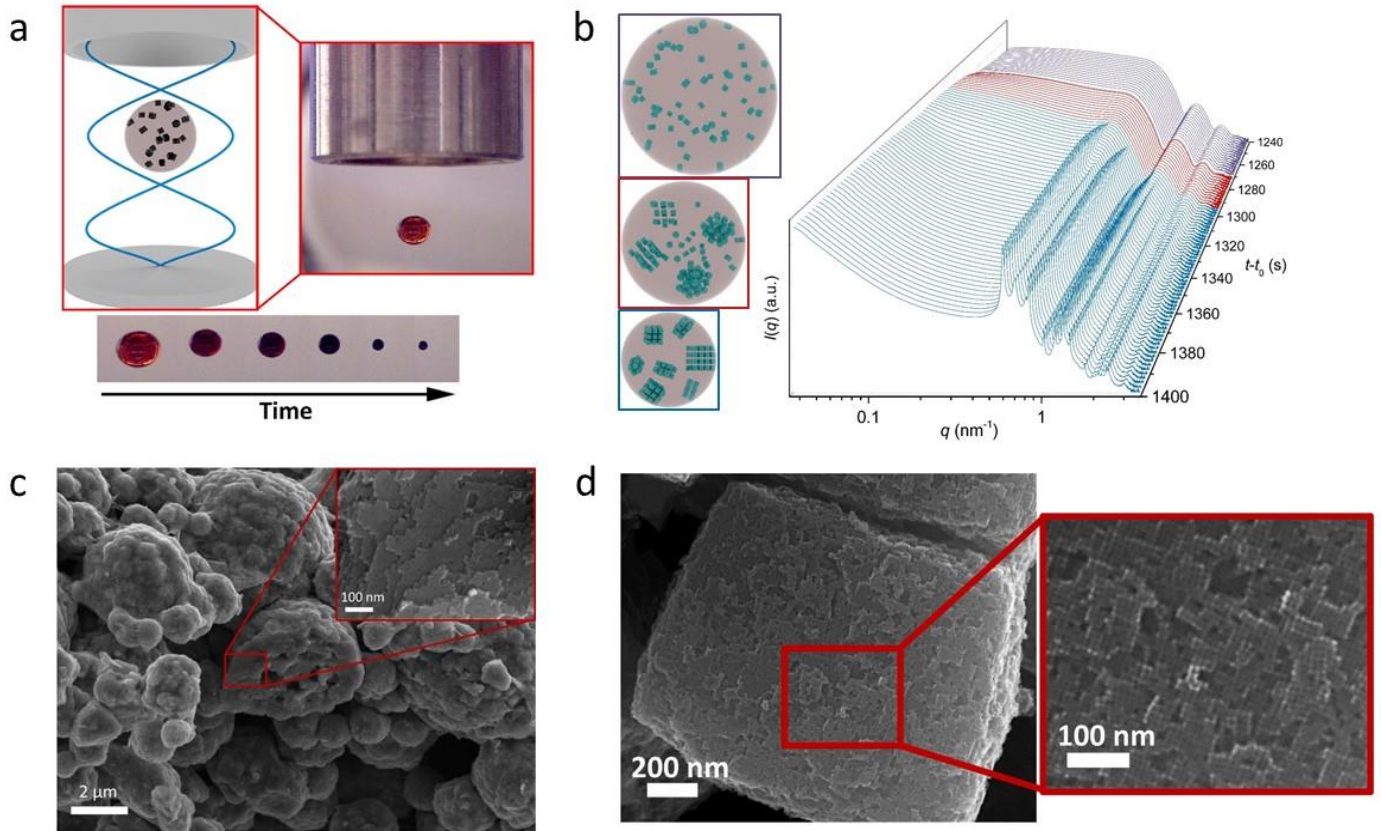 a
Time
b
I(q) (a.u.)
0.1
1
q (nm⁻¹)
1240
1260
1280
1300
1320
1340
1360
1380
1400
t-t₀ (s)
c
100 nm
2 µm
d
200 nm
100 nm